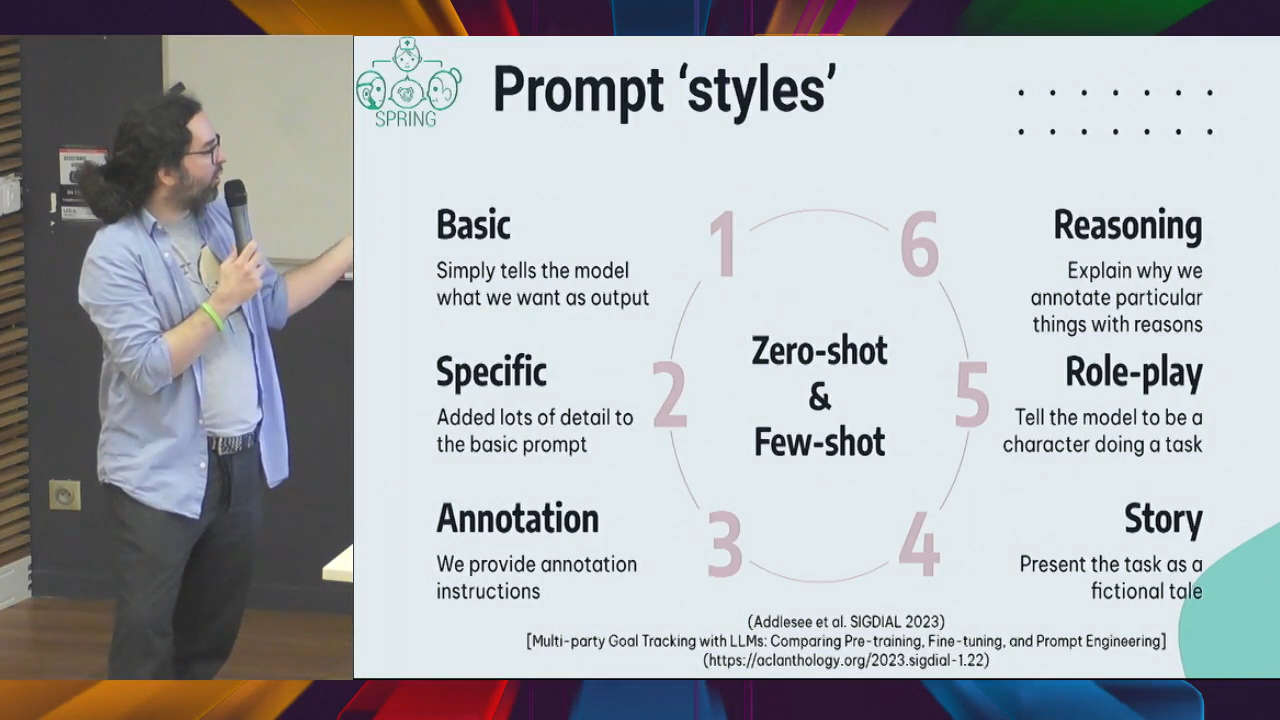 SPRING
Prompt ‘styles’
Basic
Simply tells the model
what we want as output
1
Specific
Added lots of detail to
the basic prompt
2
Annotation
We provide annotation
instructions
3
Zero-shot
&
Few-shot
4
Story
Present the task as a
fictional tale
5
Role-play
Tell the model to be a
character doing a task
6
Reasoning
Explain why we
annotate particular
things with reasons
(Addlesee et al. SIGDIAL 2023)
[Multi-party Goal Tracking with LLMs: Comparing Pre-training, Fine-tuning, and Prompt Engineering]
(https://aclanthology.org/2023.sigdial-1.22)